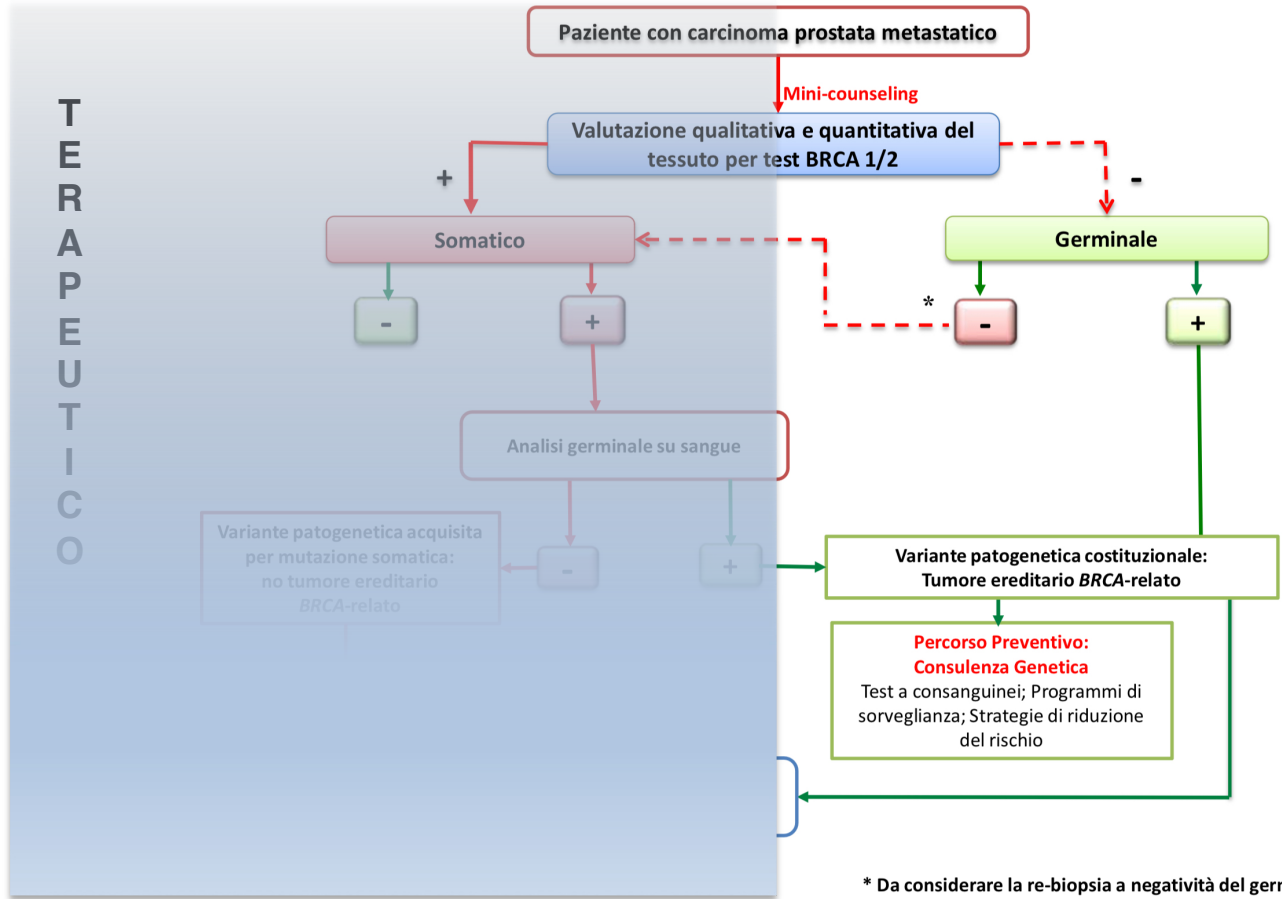 Paziente con carcinoma prostata metastatico
Mini-counseling
Valutazione qualitativa e quantitativa del
tessuto per test BRCA 1/2
+
-
T
E
R
A
P
E
U
T
I
C
O
Somatico
Germinale
-
+
*
-
+
Analisi germinale su sangue
Variante patogenetica acquisita
per mutazione somatica:
no tumore ereditario
BRCA-relato
-
+
Variante patogenetica costituzionale:
Tumore ereditario BRCA-relato
Percorso Preventivo:
Consulenza Genetica
Test a consanguinei; Programmi di
sorveglianza; Strategie di riduzione
del rischio
* Da considerare la re-biopsia a negatività del